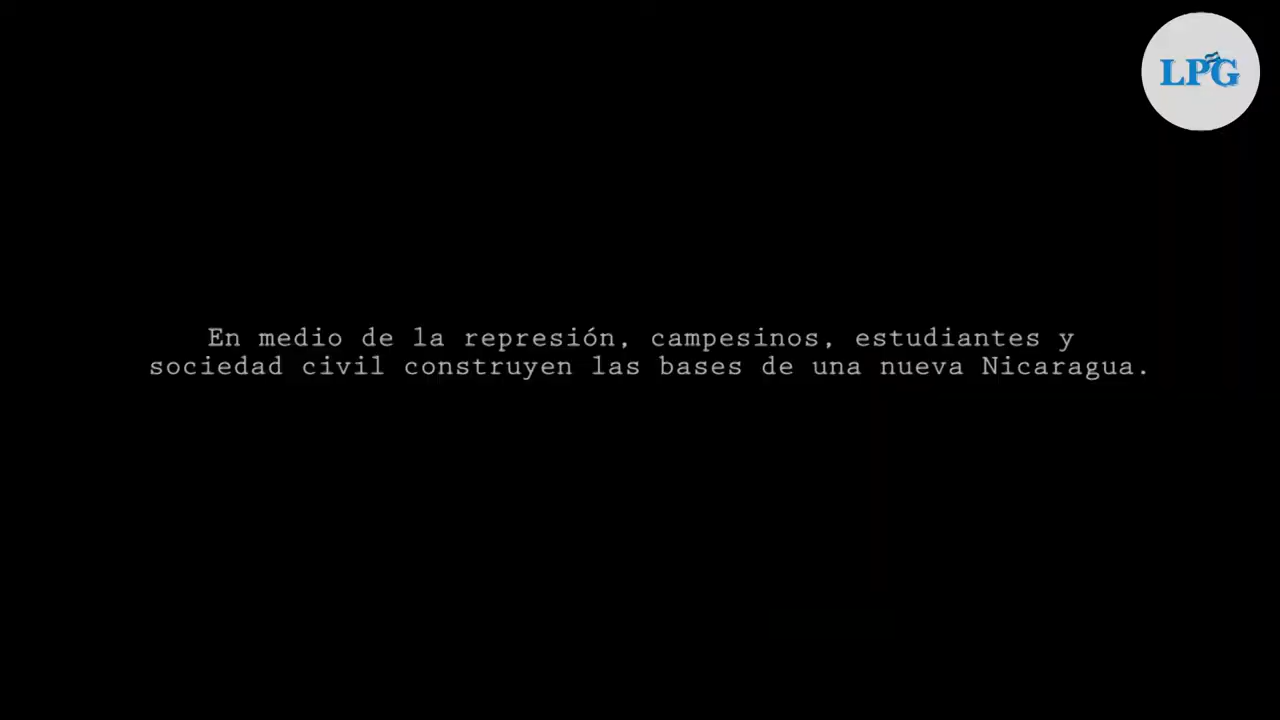 LPG
En medio de la represión, campesinos, estudiantes y
sociedad civil construyen las bases de una nueva Nicaragua.